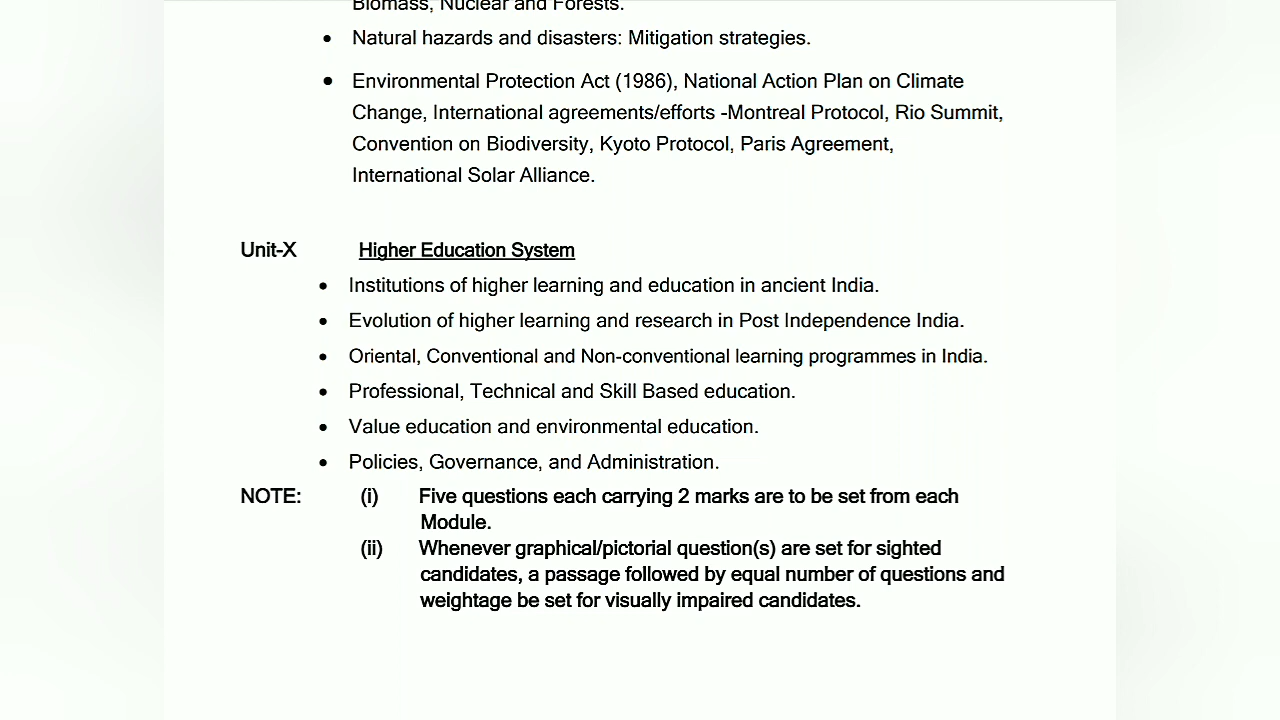 Biomass, Nuclear and Forests.
• Natural hazards and disasters: Mitigation strategies.
• Environmental Protection Act (1986), National Action Plan on Climate
Change, International agreements/efforts -Montreal Protocol, Rio Summit,
Convention on Biodiversity, Kyoto Protocol, Paris Agreement,
International Solar Alliance.
Unit-X Higher Education System
• Institutions of higher learning and education in ancient India.
• Evolution of higher learning and research in Post Independence India.
• Oriental, Conventional and Non-conventional learning programmes in India.
• Professional, Technical and Skill Based education.
• Value education and environmental education.
• Policies, Governance, and Administration.
NOTE: (i) Five questions each carrying 2 marks are to be set from each
Module.
(ii) Whenever graphical/pictorial question(s) are set for sighted
candidates, a passage followed by equal number of questions and
weightage be set for visually impaired candidates.